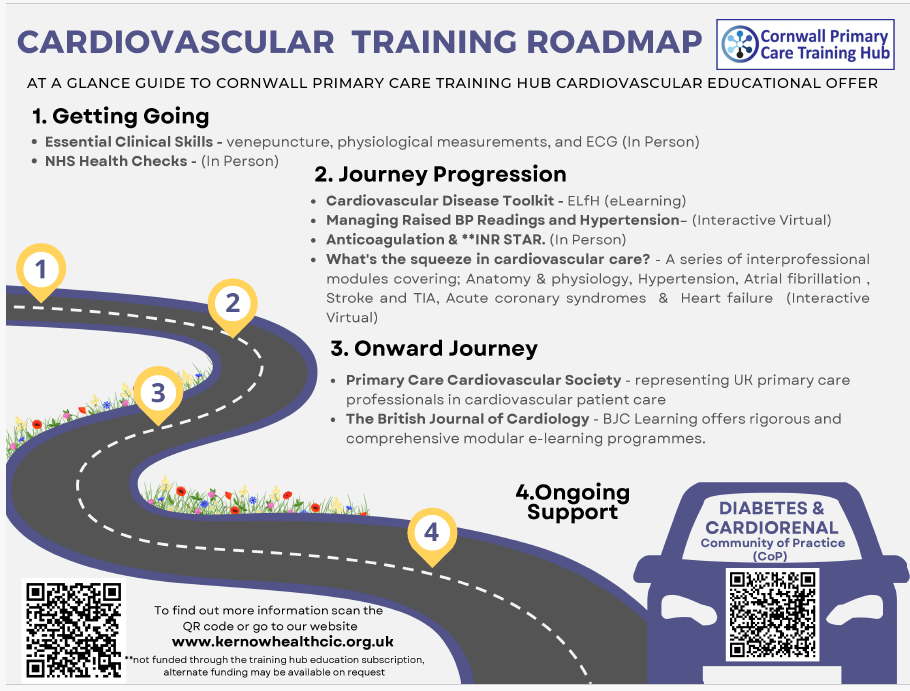 CARDIOVASCULAR TRAINING ROADMAP
Cornwall Primary
Care Training Hub
AT A GLANCE GUIDE TO CORNWALL PRIMARY CARE TRAINING HUB CARDIOVASCULAR EDUCATIONAL OFFER
1. Getting Going
• Essential Clinical Skills - venepuncture, physiological measurements, and ECG (In Person)
• NHS Health Checks - (In Person)
2. Journey Progression
• Cardiovascular Disease Toolkit - ELfH (eLearning)
• Managing Raised BP Readings and Hypertension– (Interactive Virtual)
• Anticoagulation & **INR STAR. (In Person)
• What's the squeeze in cardiovascular care? - A series of interprofessional
modules covering; Anatomy & physiology, Hypertension, Atrial fibrillation ,
Stroke and TIA, Acute coronary syndromes & Heart failure (Interactive
Virtual)
1
2
3
3. Onward Journey
• Primary Care Cardiovascular Society - representing UK primary care
professionals in cardiovascular patient care
• The British Journal of Cardiology - BJC Learning offers rigorous and
comprehensive modular e-learning programmes.
4
4.Ongoing
Support
DIABETES &
CARDIORENAL
Community of Practice
(CoP)
To find out more information scan the
QR code or go to our website
www.kernowhealthcic.org.uk
**not funded through the training hub education subscription,
alternate funding may be available on request